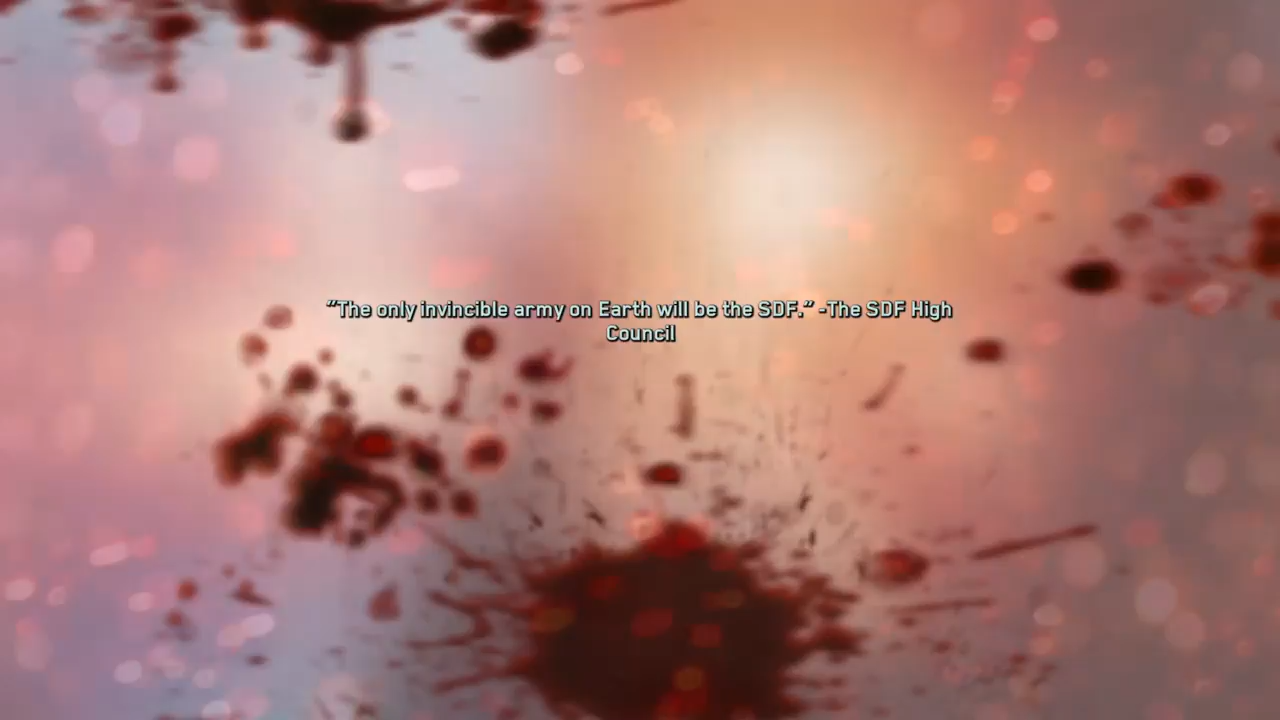 "The only invincible army on Earth will be the SDF." -The SDF High
Council